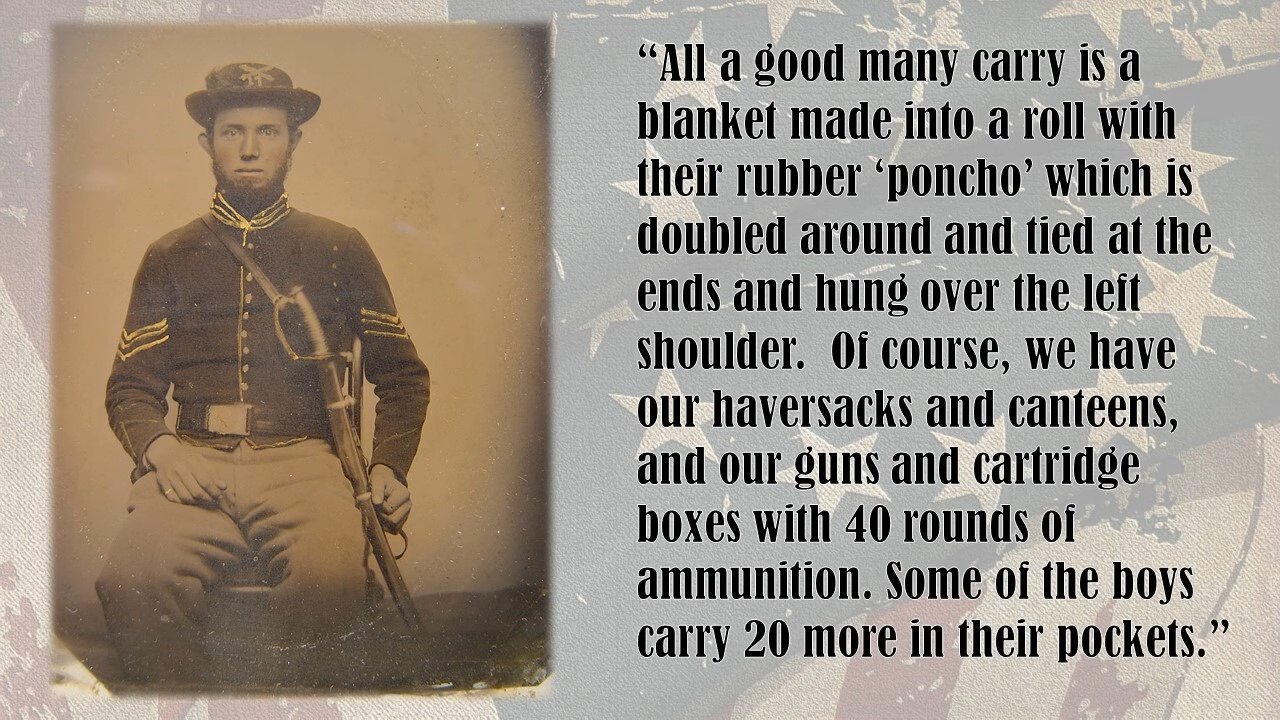 “All a good many carry is a
blanket made into a roll with
their rubber ‘poncho’ which is
doubled around and tied at the
ends and hung over the left
shoulder.  Of course, we have
our haversacks and canteens,
and our guns and cartridge
boxes with 40 rounds of
ammunition. Some of the boys
carry 20 more in their pockets.”